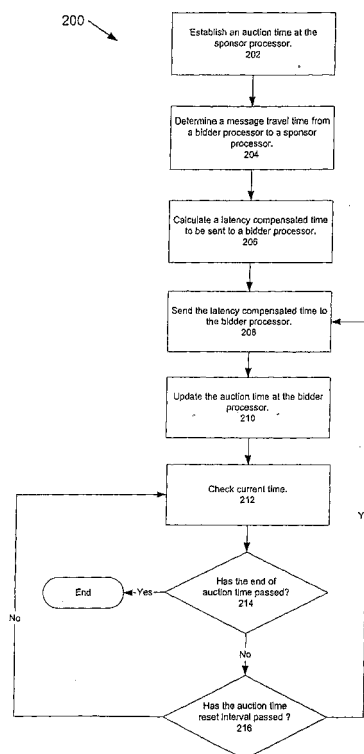 200
Establish an auction time at the
sponsor processor.
202
Determine a message travel time from
a bidder processor to a sponsor
processor.
204
Calculate a latency compensated time
to be sent to a bidder processor.
206
Send the latency compensated time to
the bidder processor.
208
Update the auction time at the bidder
processor.
210
Check current time.
212
Has the end of
auction time passed?
214
Yes
End
No
No
Has the auction time
reset interval passed ?
216
Y